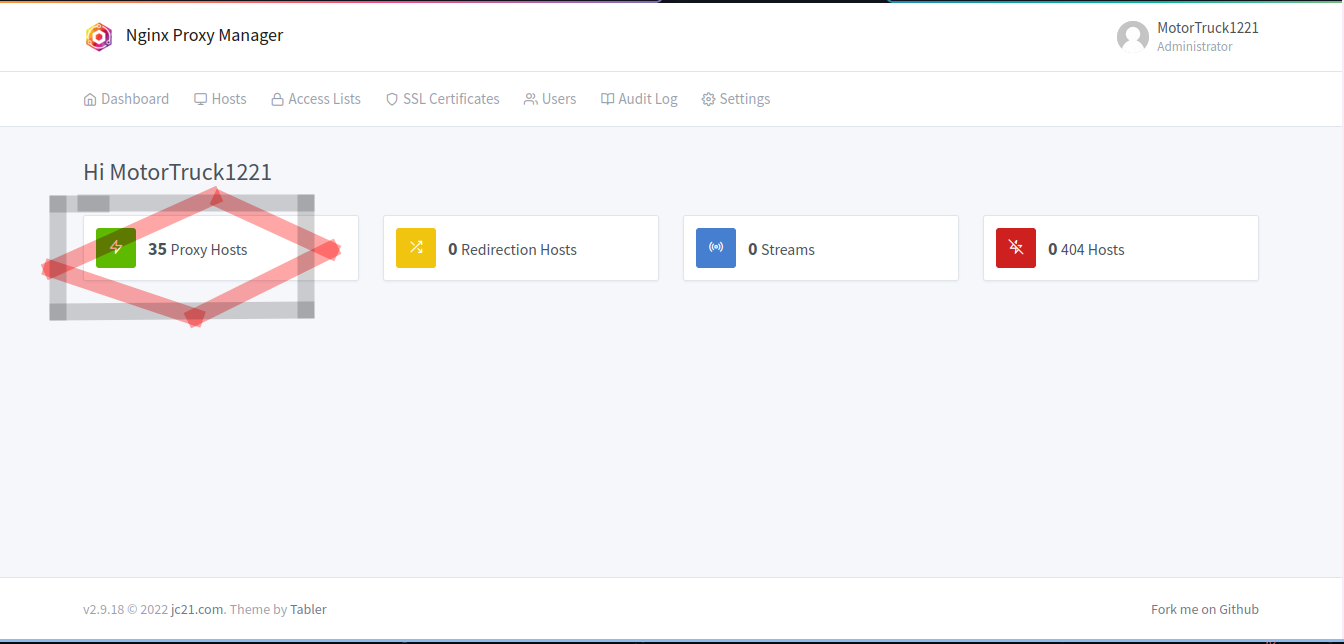 Nginx Proxy Manager
MotorTruck1221
Administrator
Dashboard Hosts Access Lists SSL Certificates Users Audit Log Settings
Hi MotorTruck1221
35 Proxy Hosts
0 Redirection Hosts
0 Streams
0 404 Hosts
v2.9.18 © 2022 jc21.com. Theme by Tabler
Fork me on Github